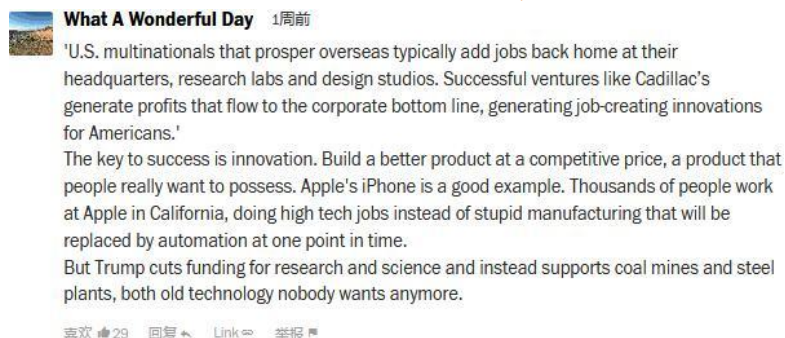 What A Wonderful Day 1周前
'U.S. multinationals that prosper overseas typically add jobs back home at their
headquarters, research labs and design studios. Successful ventures like Cadillac's
generate profits that flow to the corporate bottom line, generating job-creating innovations
for Americans.'
The key to success is innovation. Build a better product at a competitive price, a product that
people really want to possess. Apple's iPhone is a good example. Thousands of people work
at Apple in California, doing high tech jobs instead of stupid manufacturing that will be
replaced by automation at one point in time.
But Trump cuts funding for research and science and instead supports coal mines and steel
plants, both old technology nobody wants anymore.
喜欢 29 回复 Link 举报